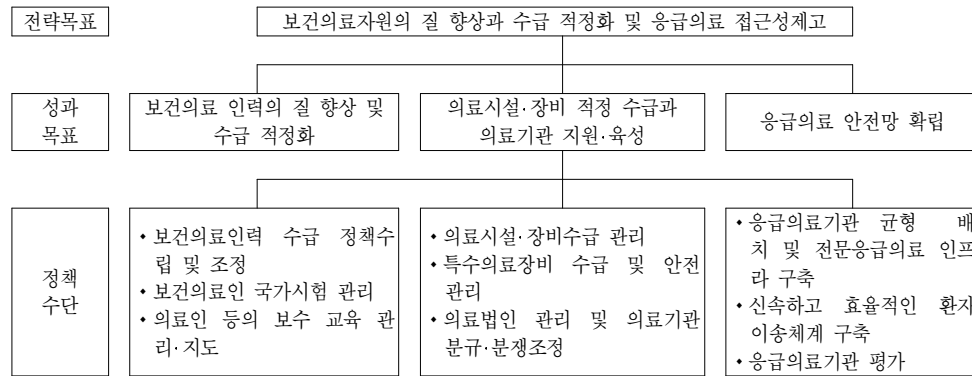 전략목표
보건의료자원의 질 향상과 수급 적정화 및 응급의료 접근성제고
성과
목표
보건의료 인력의 질 향상 및
수급 적정화
의료시설·장비 적정 수급과
의료기관 지원·육성
응급의료 안전망 확립
정책
수단
• 보건의료인력 수급 정책수
립 및 조정
• 보건의료인 국가시험 관리
• 의료인 등의 보수 교육 관
리·지도
• 의료시설·장비수급 관리
• 특수의료장비 수급 및 안전
관리
• 의료법인 관리 및 의료기관
분규·분쟁조정
• 응급의료기관 균형 배
치 및 전문응급의료 인프
라 구축
• 신속하고 효율적인 환자
이송체계 구축
• 응급의료기관 평가